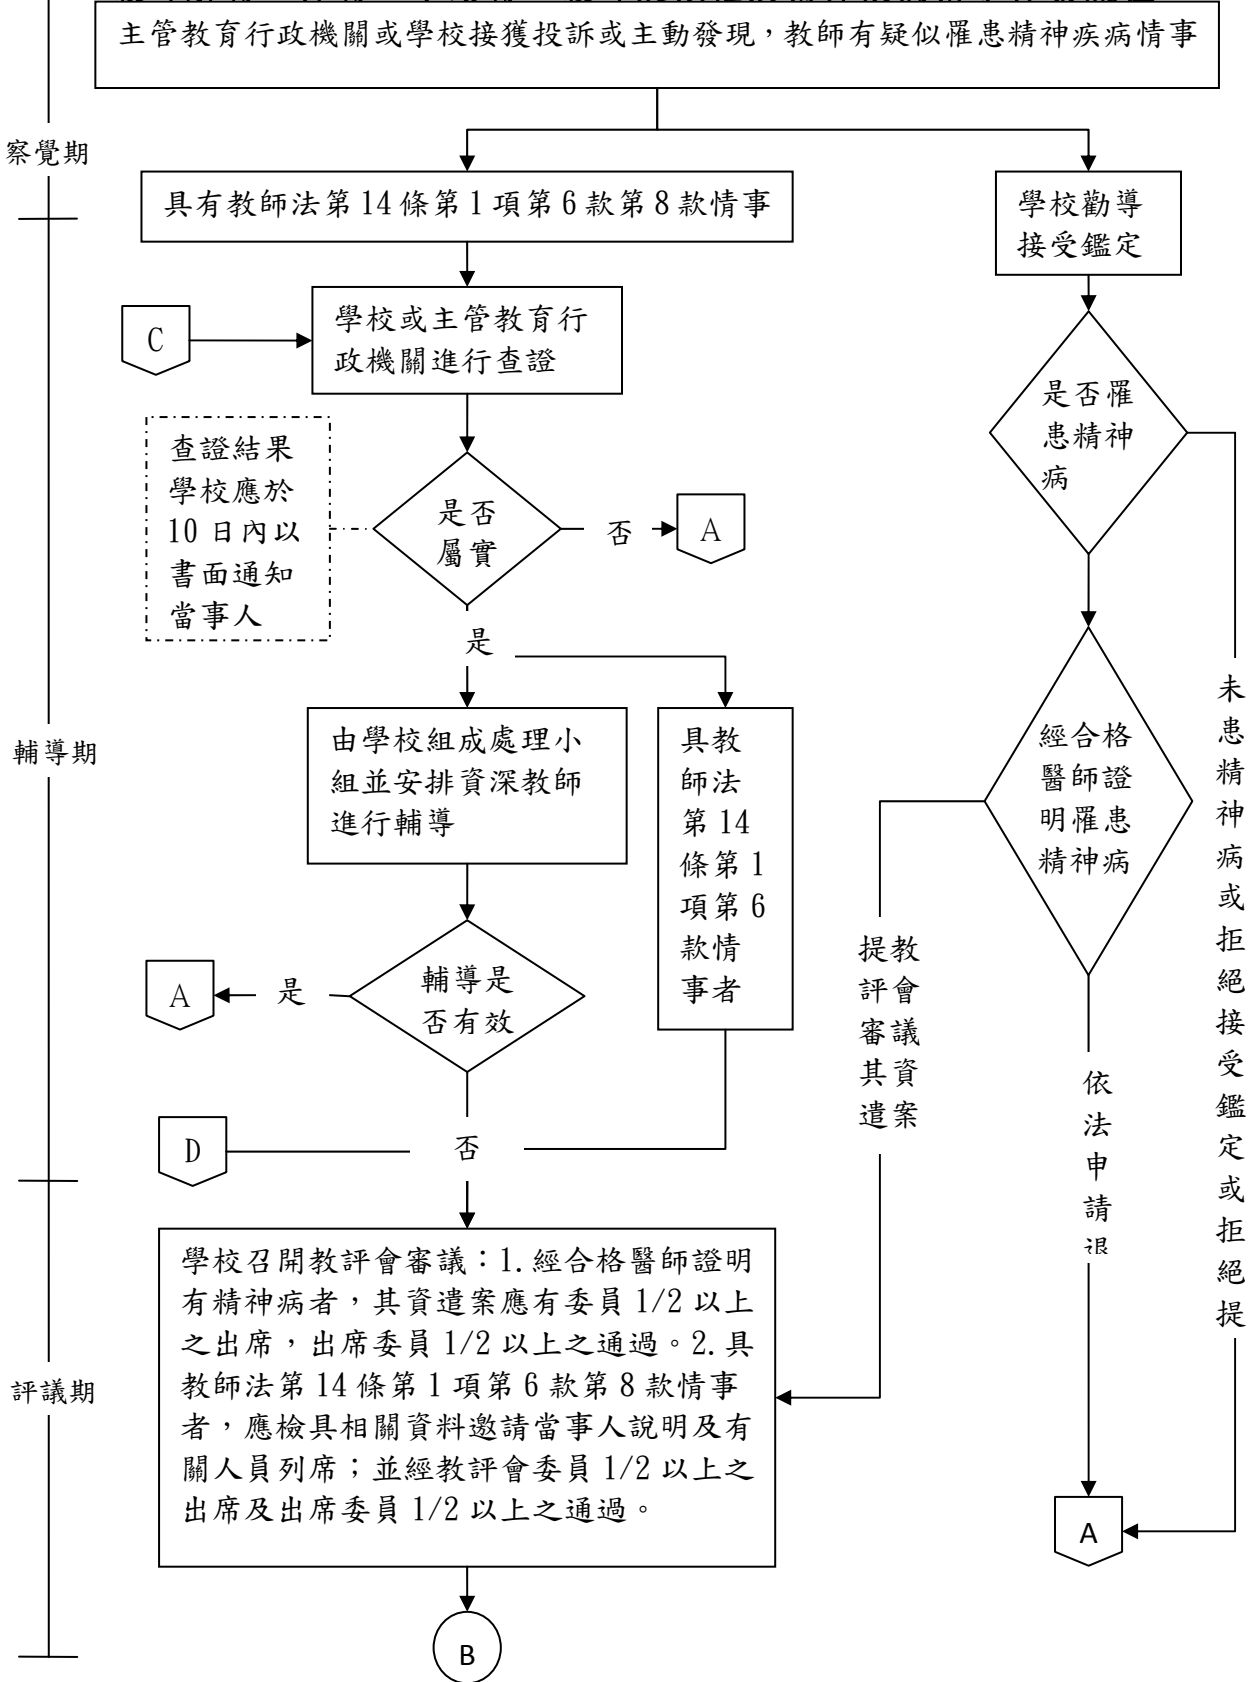 主管教育行政機關或學校接獲投訴或主動發現，教師有疑似罹患精神疾病情事
察覺期
具有教師法第14條第1項第6款第8款情事
學校勸導
接受鑑定
C
學校或主管教育行
政機關進行查證
是否罹
患精神
病
查證結果
學校應於
10日內以
書面通知
當事人
是否
屬實
否
A
是
輔導期
由學校組成處理小
組並安排資深教師
進行輔導
具教
師法
第14
條第1
項第6
款情
事者
經合格
醫師證
明罹患
精神病
未患精神病或拒絕接受鑑定或拒絕提
A
是
輔導是
否有效
提教
評會
審議
其資
遣案
依法申請退
D
否
學校召開教評會審議：1.經合格醫師證明
有精神病者，其資遣案應有委員1/2以上
之出席，出席委員1/2以上之通過。2.具
教師法第14條第1項第6款第8款情事
者，應檢具相關資料邀請當事人說明及有
關人員列席；並經教評會委員1/2以上之
出席及出席委員1/2以上之通過。
評議期
A
B